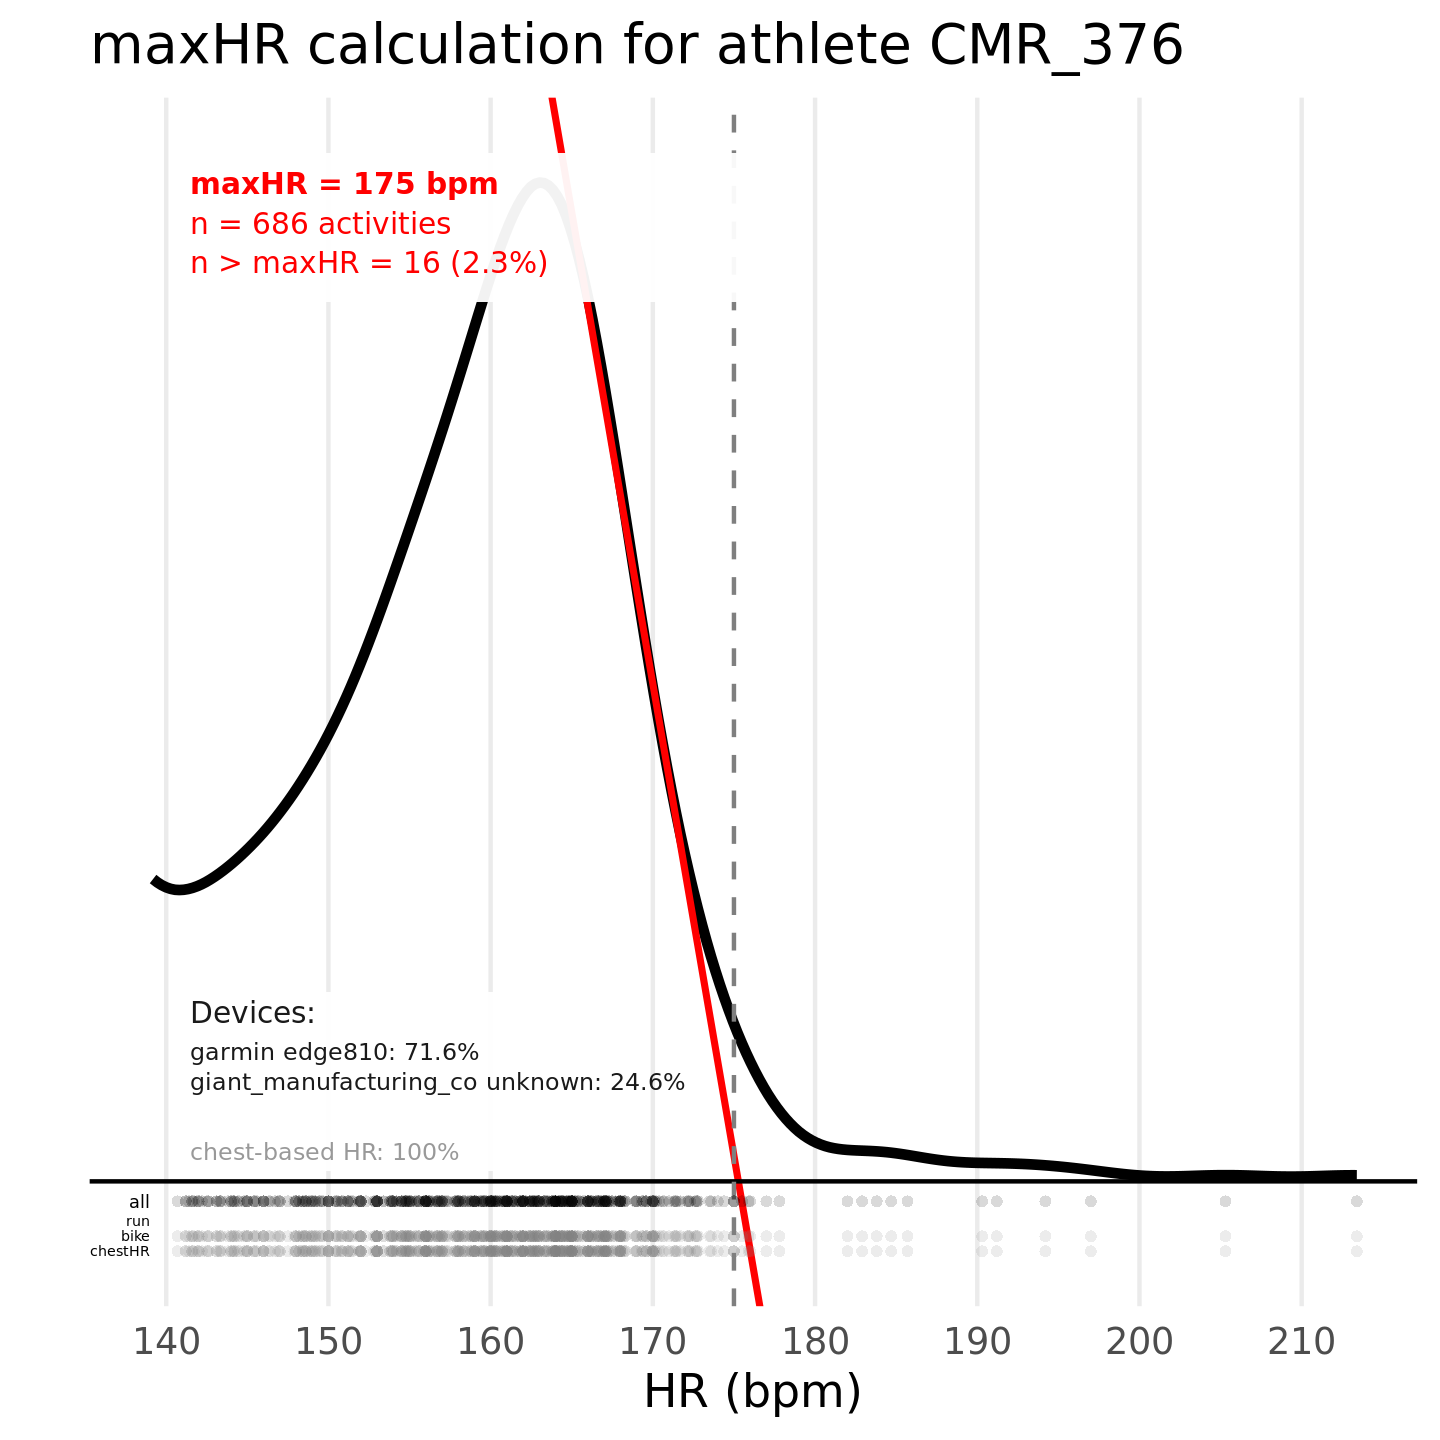 maxHR calculation for athlete CMR_376
maxHR = 175 bpm
n = 686 activities
n > maxHR = 16 (2.3%)
Devices:
garmin edge810: 71.6%
giant_manufacturing_co unknown: 24.6%
chest-based HR: 100%
all
run
bike
chestHR
140 150 160 170 180 190 200 210
HR (bpm)